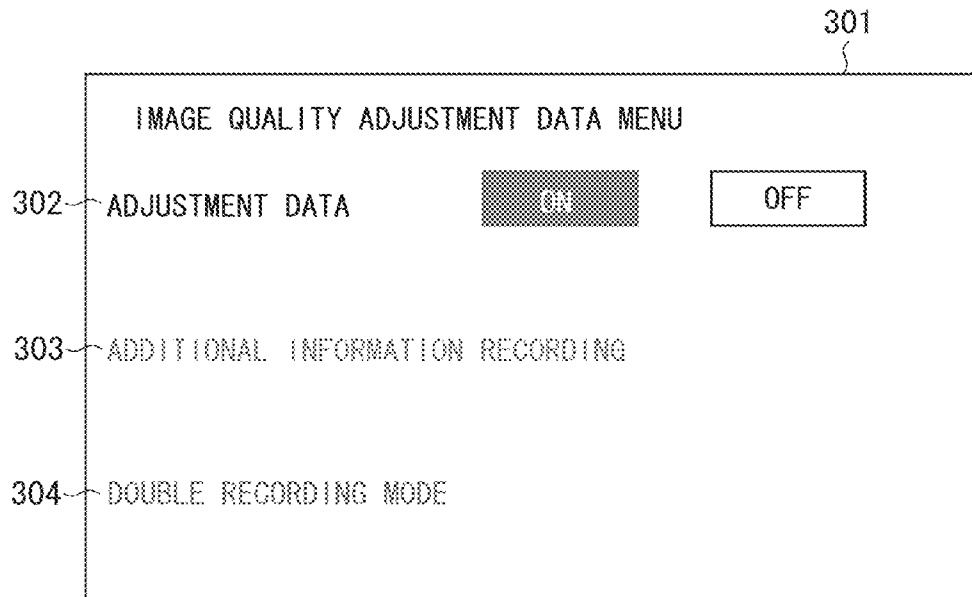 301
IMAGE QUALITY ADJUSTMENT DATA MENU
302 ADJUSTMENT DATA ON OFF
303 ADDITIONAL INFORMATION RECORDING
304 DOUBLE RECORDING MODE